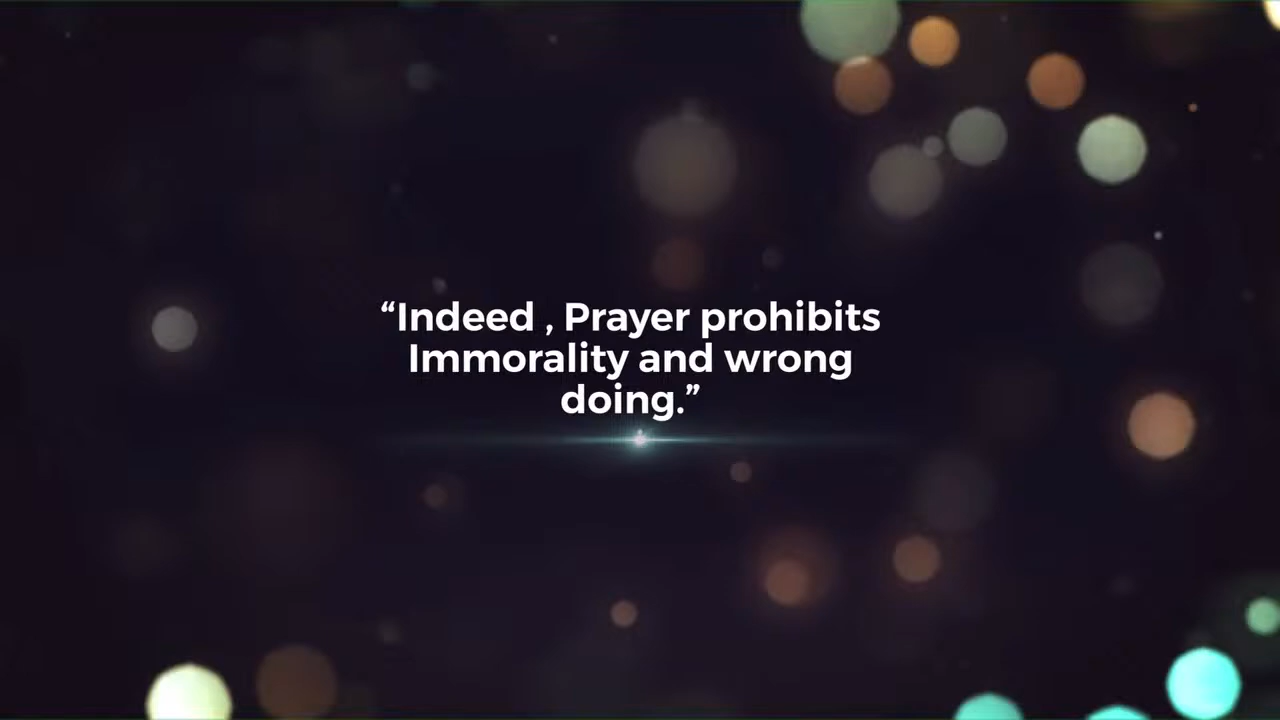 “Indeed , Prayer prohibits
Immorality and wrong
doing.”